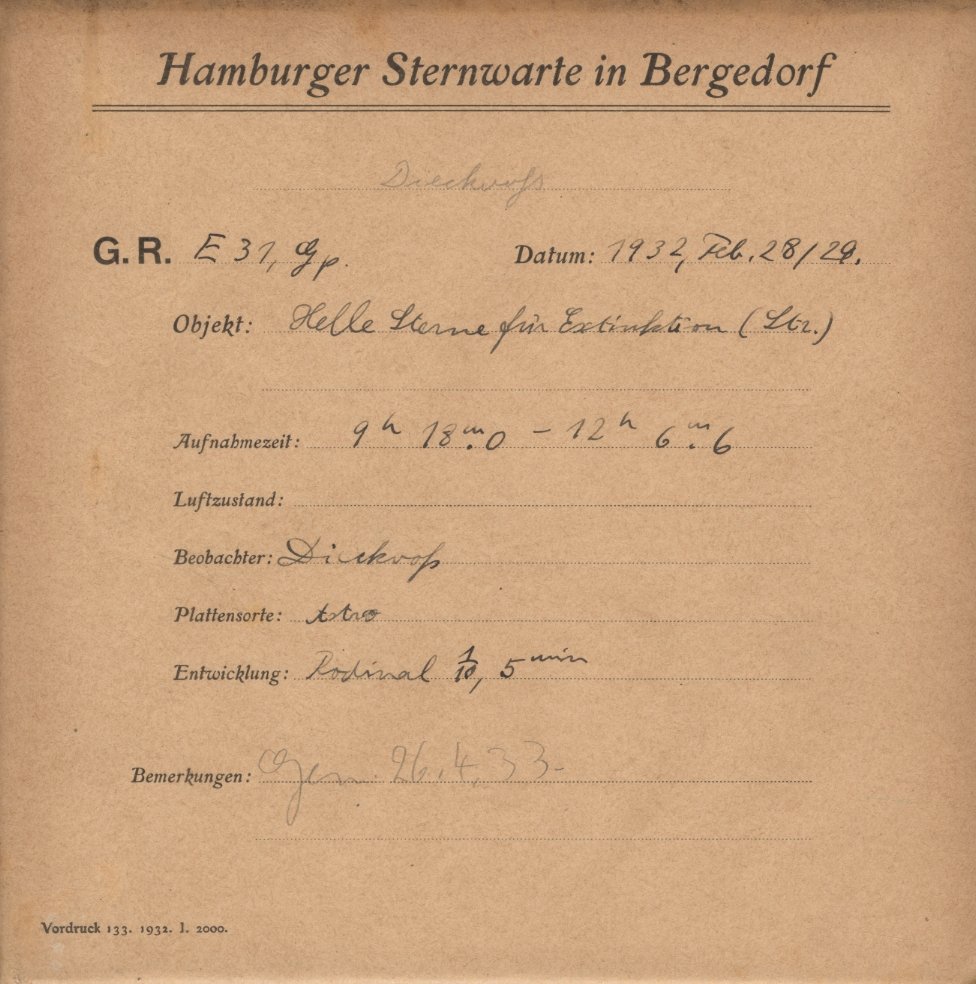 Hamburger Sternwarte in Bergedorf
Dieckvoß
G.R. E 31, Gp. Datum: 1932, Feb. 28/29.
Objekt: Helle Sterne für Extinktion (Str.)
Aufnahmezeit: 9h 18m.0 – 12h 6m.6
Luftzustand:
Beobachter: Dieckvoß
Plattensorte: Astro
Entwicklung: Rodinal 1/10, 5min
Bemerkungen: Gem. 26.4.33.
Vordruck 133. 1932. I. 2000.